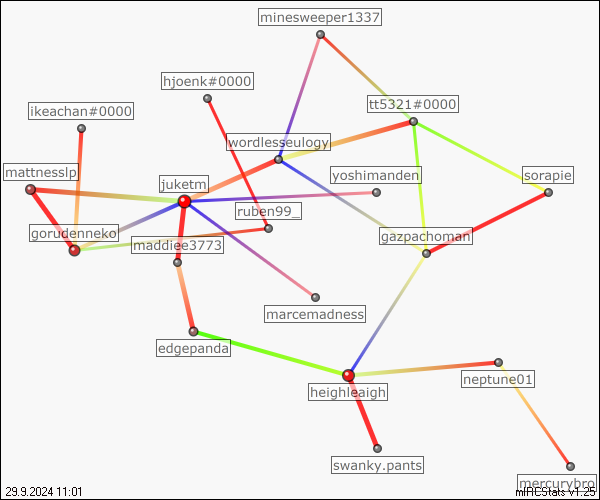 minesweeper1337
hjoenk#0000
ikeachan#0000
tt5321#0000
wordlesseulogy
mattnesslp
juketm
yoshimanden
sorapie
ruben99_
gorudenneko
maddiee3773
gazpachoman
marcemadness
edgepanda
neptune01
heighleaigh
swanky.pants
mercurybro
29.9.2024 11:01
mIRCStats v1.25